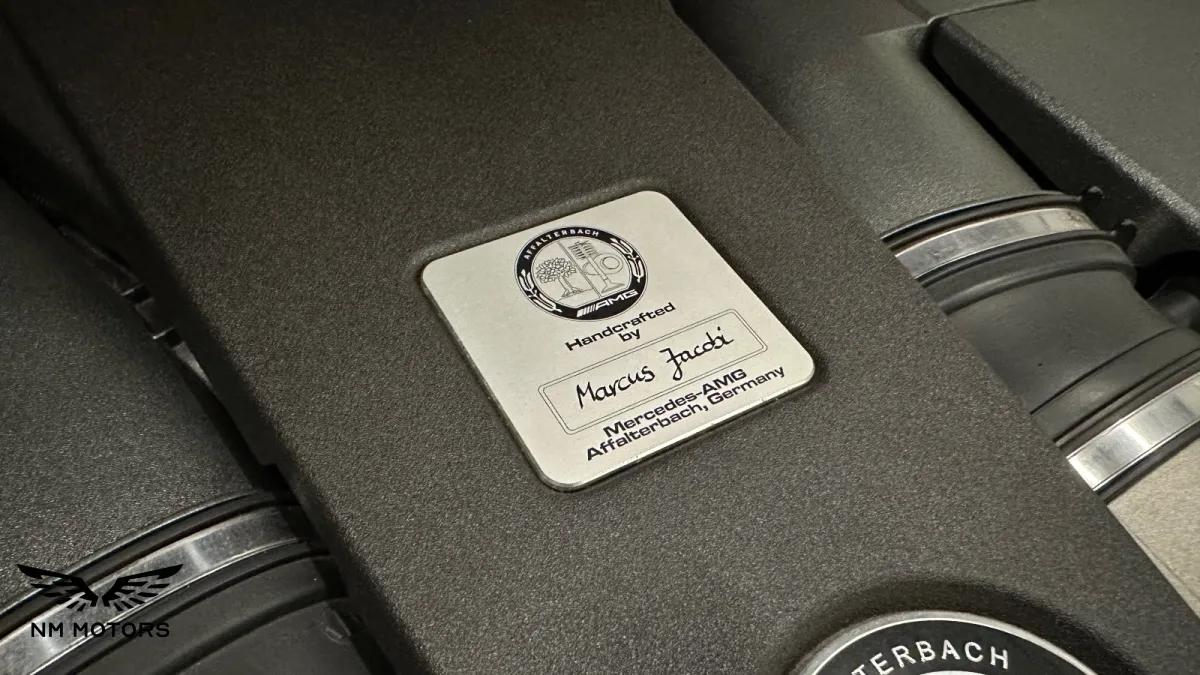 AFFALTERBACH
AMG
Handcrafted
by
Marcus Jacobi
Mercedes-AMG
Affalterbach, Germany
TERBACH
NM MOTORS